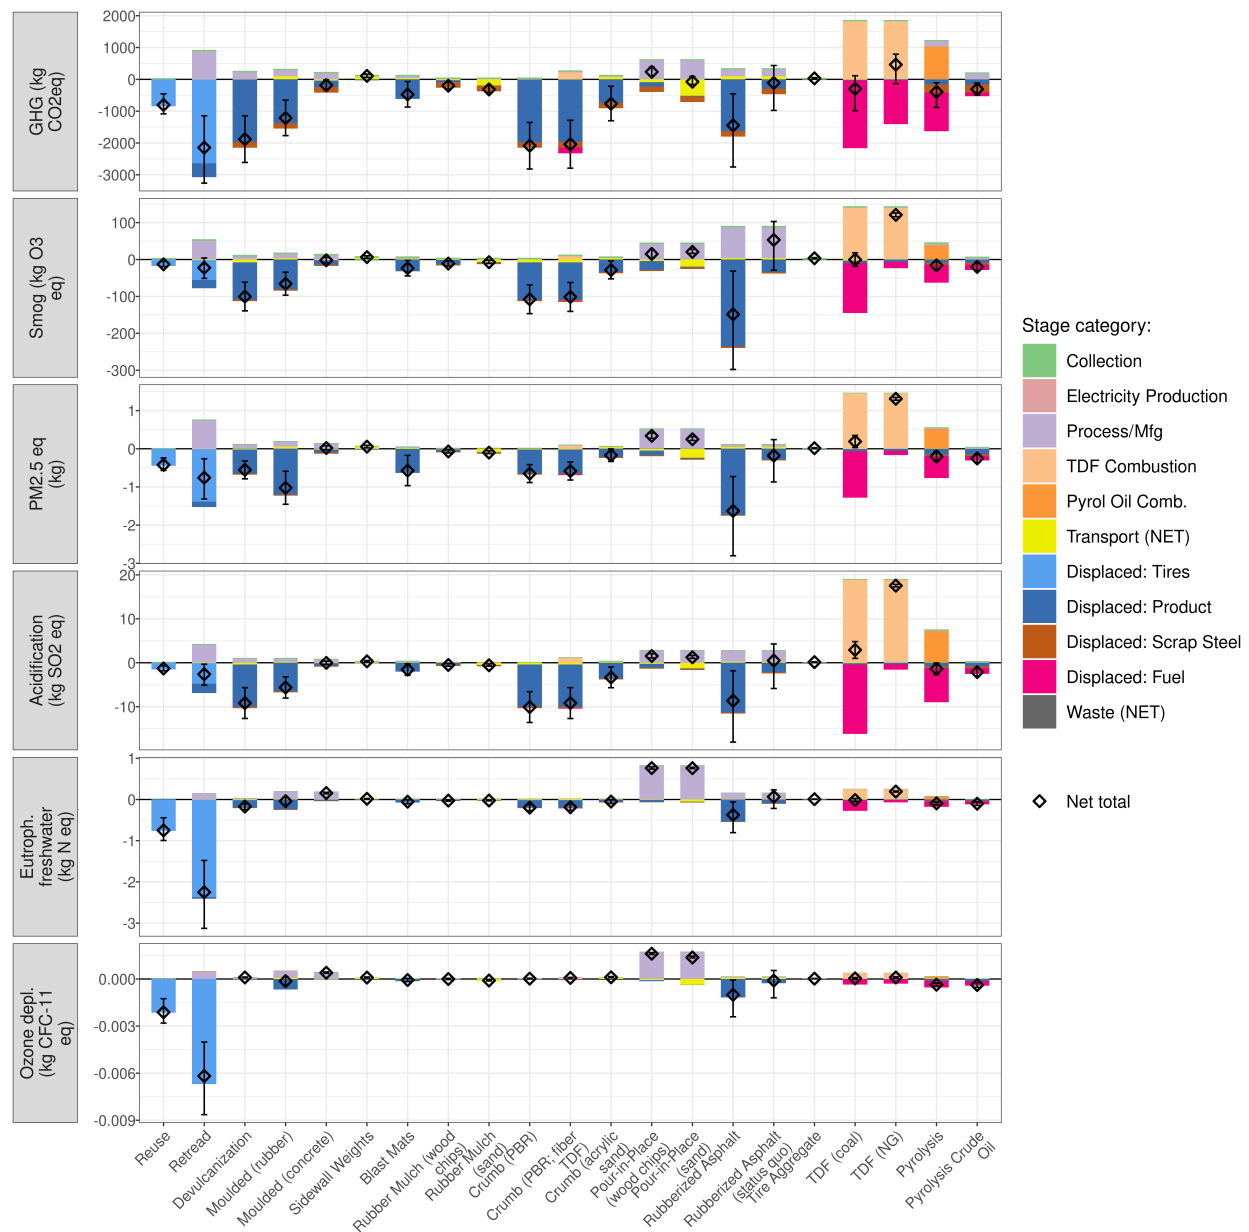 GHG (kg
CO2eq)
2000
1000
0
-1000
-2000
-3000
Smog (kg O3
eq)
100
0
-100
-200
-300
PM2.5 eq
(kg)
1
0
-1
-2
-3
Acidification
(kg SO2 eq)
20
10
0
-10
Eutroph.
freshwater
(kg N eq)
1
0
-1
-2
-3
Ozone depl.
(kg CFC-11
eq)
0.000
-0.003
-0.006
-0.009
Reuse
Retread
Devulcanization
Moulded (rubber)
Moulded (concrete)
Sidewall Weights
Blast Mats
Rubber Mulch (wood
chips)
Rubber Mulch
(sand)
Crumb (PBR)
Crumb (PBR; fiber
TDF)
Crumb (acrylic
sand)
Pour-in-Place
(wood chips)
Pour-in-Place
(sand)
Rubberized Asphalt
Rubberized Asphalt
(status quo)
Tire Aggregate
TDF (coal)
TDF (NG)
Pyrolysis
Pyrolysis Crude
Oil
Stage category:
Collection
Electricity Production
Process/Mfg
TDF Combustion
Pyrol Oil Comb.
Transport (NET)
Displaced: Tires
Displaced: Product
Displaced: Scrap Steel
Displaced: Fuel
Waste (NET)
Net total